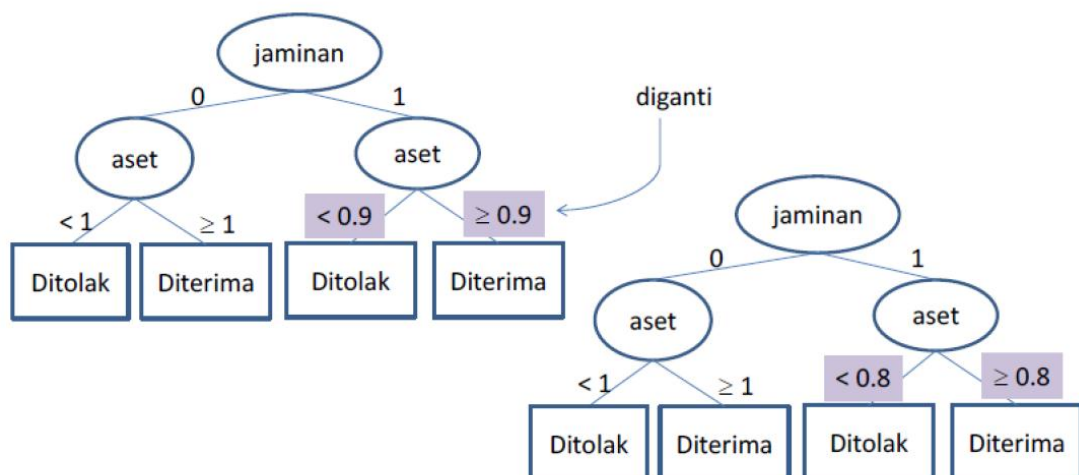 jaminan
0 1
aset aset
< 1 ≥ 1 < 0.9 ≥ 0.9
Ditolak Diterima Ditolak Diterima
diganti
jaminan
0 1
aset aset
< 1 ≥ 1 < 0.8 ≥ 0.8
Ditolak Diterima Ditolak Diterima